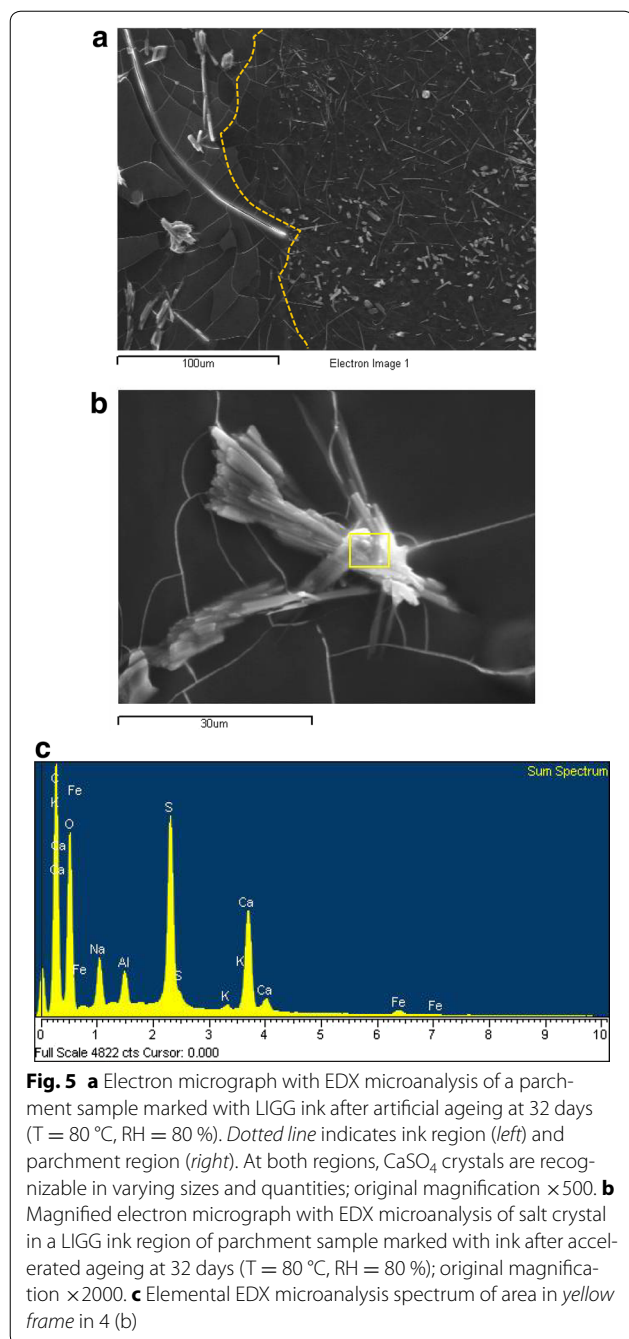 a
100um Electron Image 1
b
30um
c
Sum Spectrum
C Fe
K S
O
Ca Ca
Ca
Na
Fe Al K
S
K Ca Fe Fe
0 1 2 3 4 5 6 7 8 9 10
Full Scale 4822 cts Cursor: 0.000
Fig. 5 a Electron micrograph with EDX microanalysis of a parch-
ment sample marked with LIGG ink after artificial ageing at 32 days
(T = 80 °C, RH = 80 %). Dotted line indicates ink region (left) and
parchment region (right). At both regions, CaSO₄ crystals are recog-
nizable in varying sizes and quantities; original magnification ×500. b
Magnified electron micrograph with EDX microanalysis of salt crystal
in a LIGG ink region of parchment sample marked with ink after accel-
erated ageing at 32 days (T = 80 °C, RH = 80 %); original magnifica-
tion ×2000. c Elemental EDX microanalysis spectrum of area in yellow
frame in 4 (b)